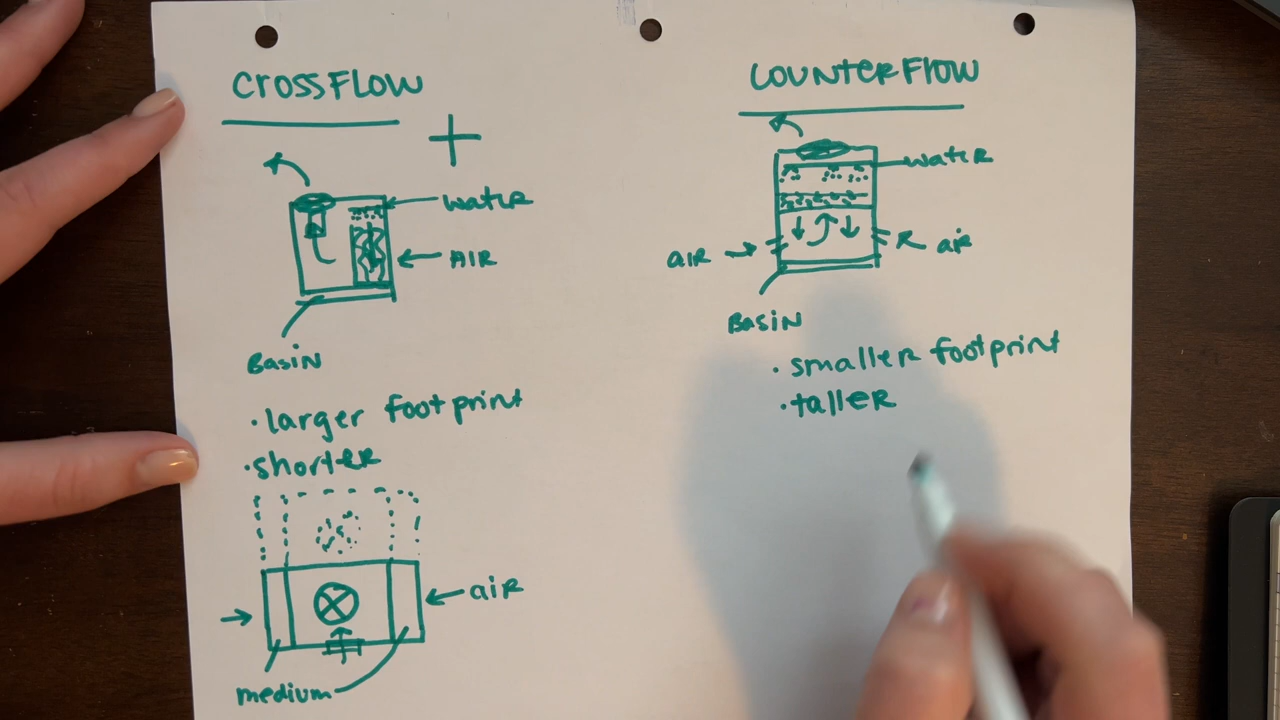 CROSSFLOW
+
WATER
AIR
Basin
• larger footprint
• shorter
air
medium
COUNTERFLOW
water
air
air
Basin
• smaller footprint
• taller